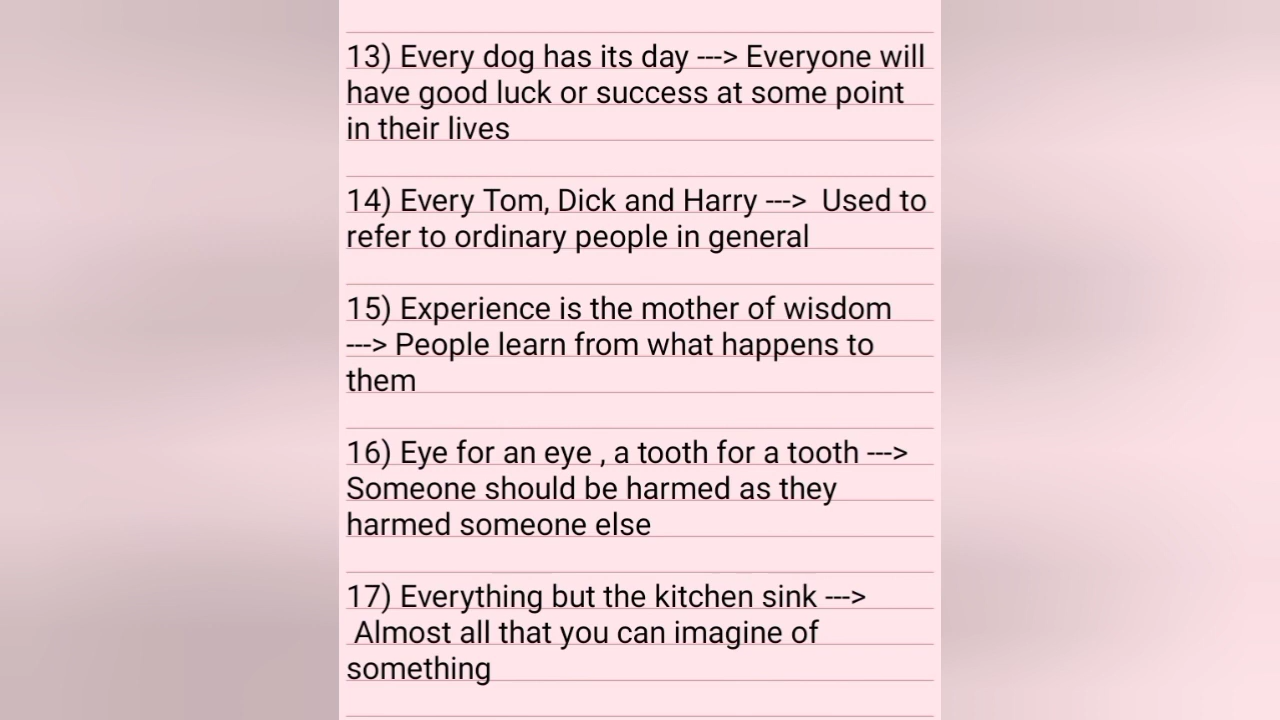 13) Every dog has its day ---> Everyone will
have good luck or success at some point
in their lives
14) Every Tom, Dick and Harry --->  Used to
refer to ordinary people in general
15) Experience is the mother of wisdom
---> People learn from what happens to
them
16) Eye for an eye , a tooth for a tooth --->
Someone should be harmed as they
harmed someone else
17) Everything but the kitchen sink --->
Almost all that you can imagine of
something